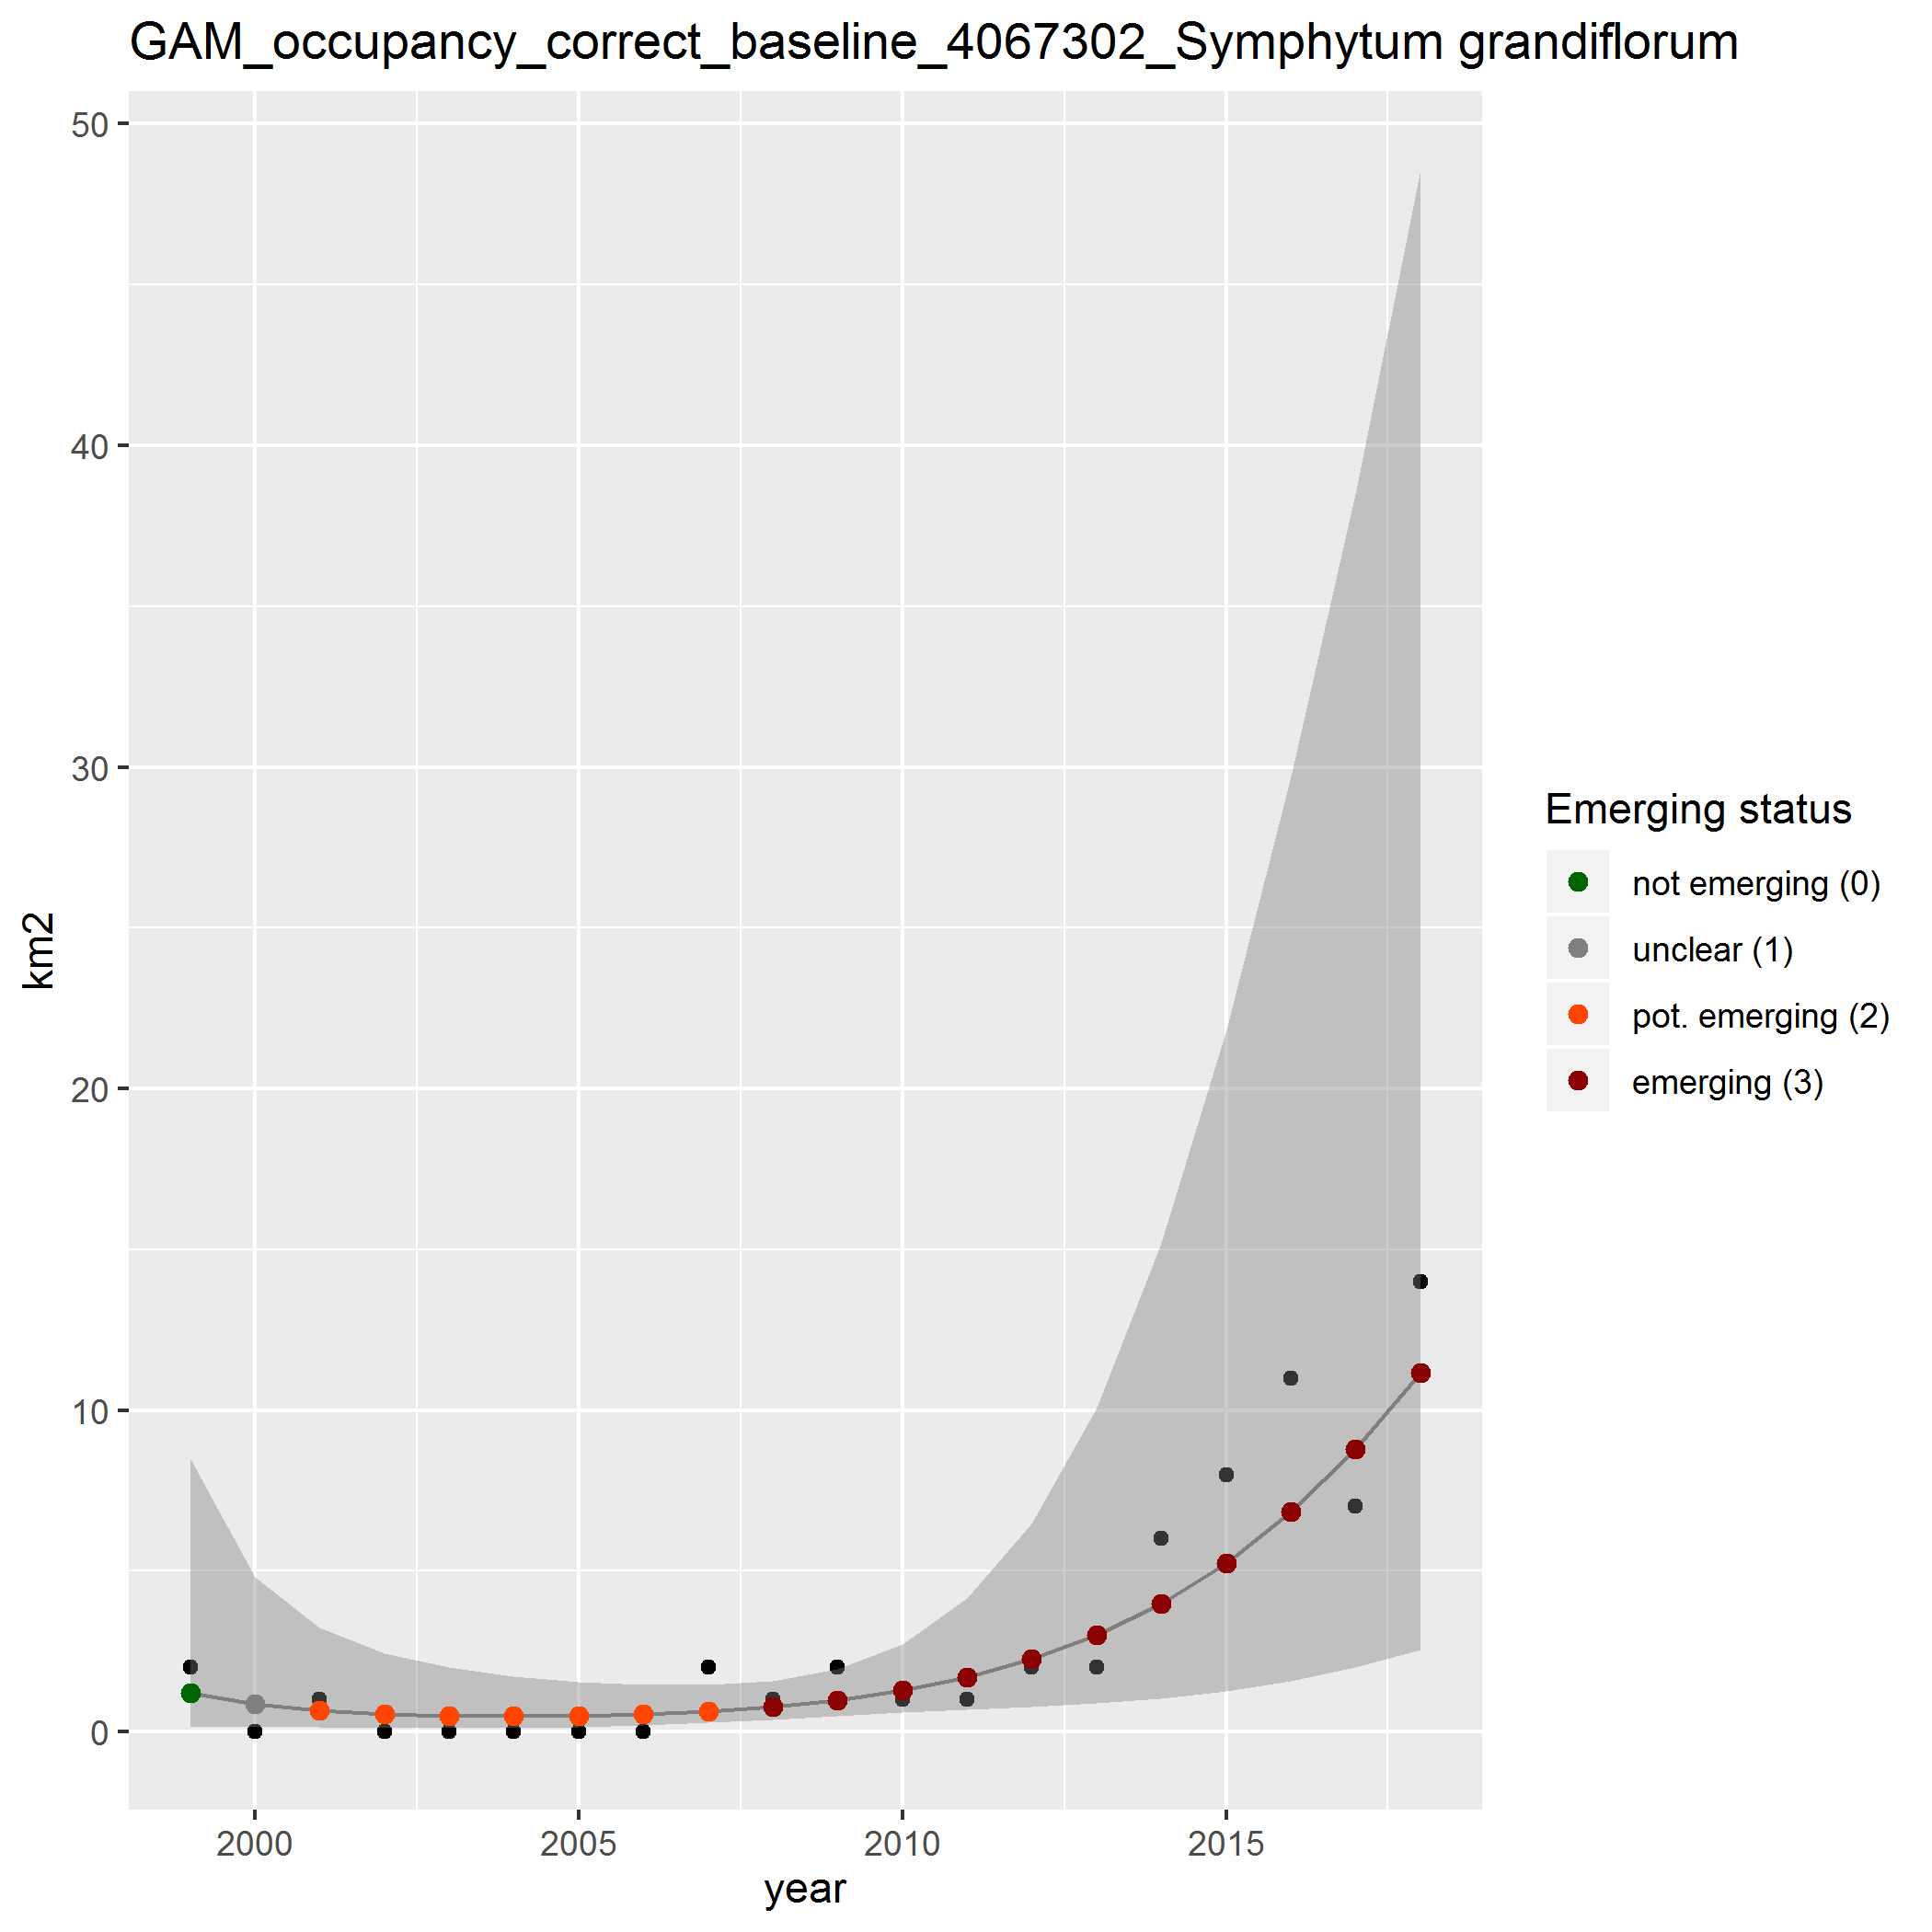 GAM_occupancy_correct_baseline_4067302_Symphytum grandiflorum
50
40
30
20
10
0
km2
2000 2005 2010 2015
year
Emerging status
not emerging (0)
unclear (1)
pot. emerging (2)
emerging (3)